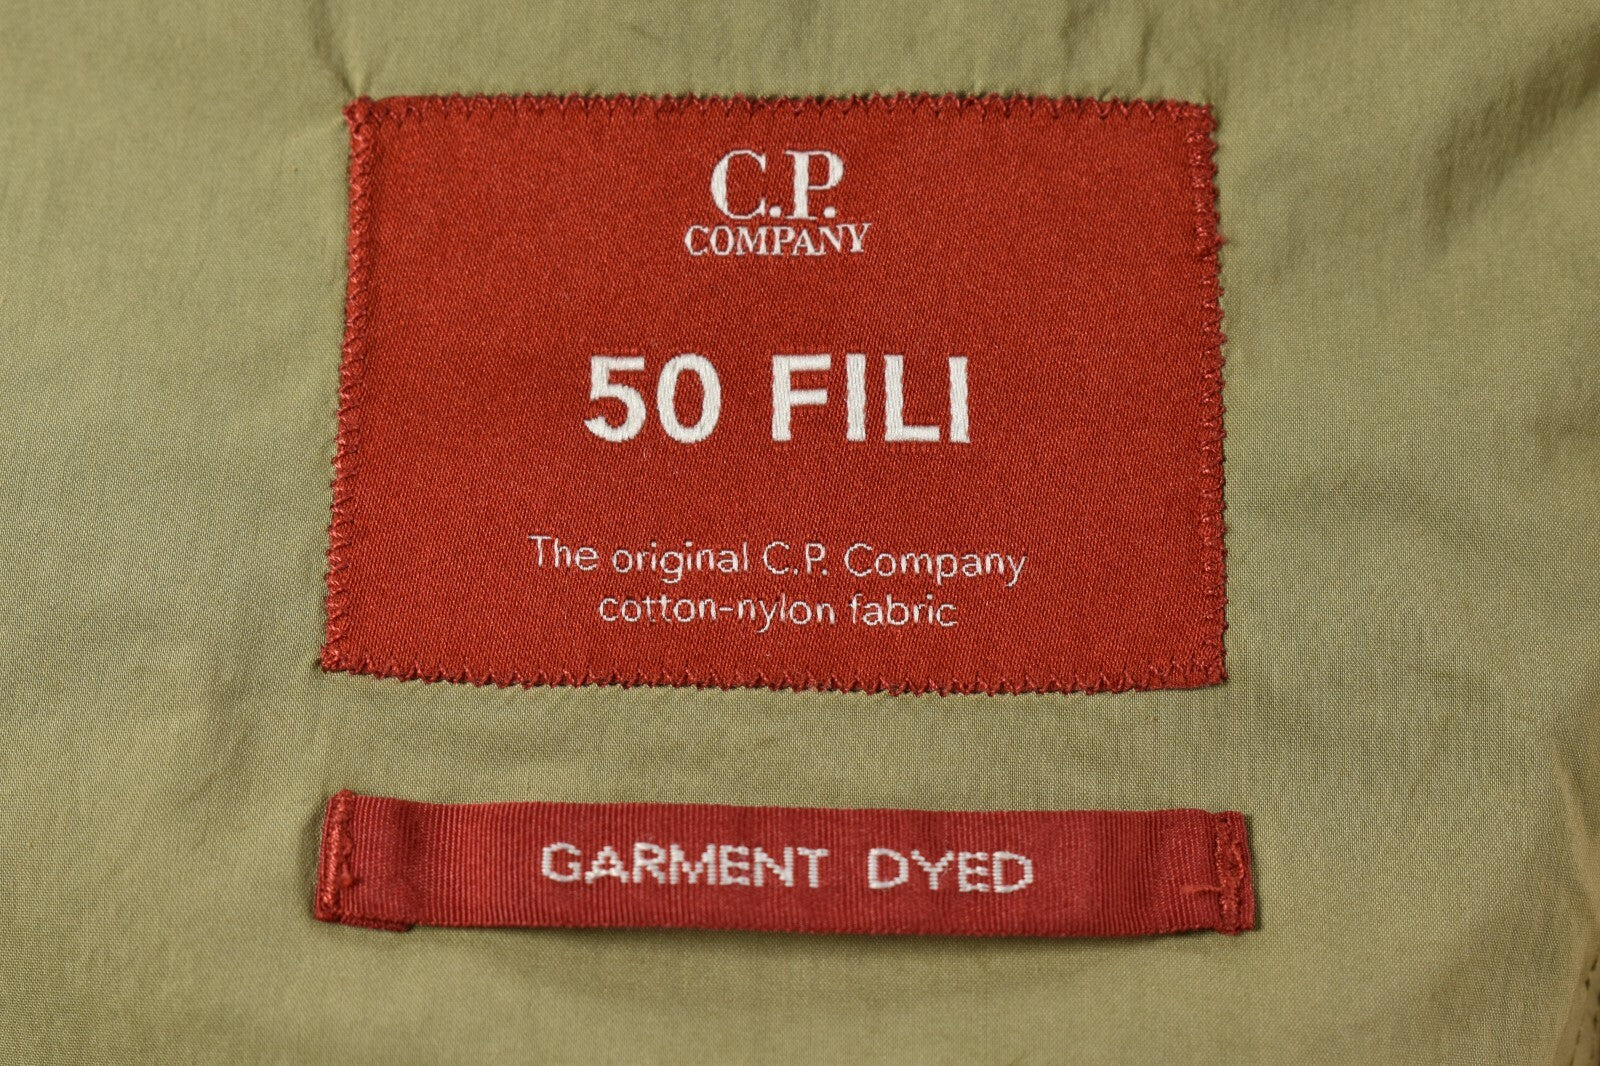 C.P.
COMPANY
50 FILI
The original C.P. Company
cotton-nylon fabric
GARMENT DYED